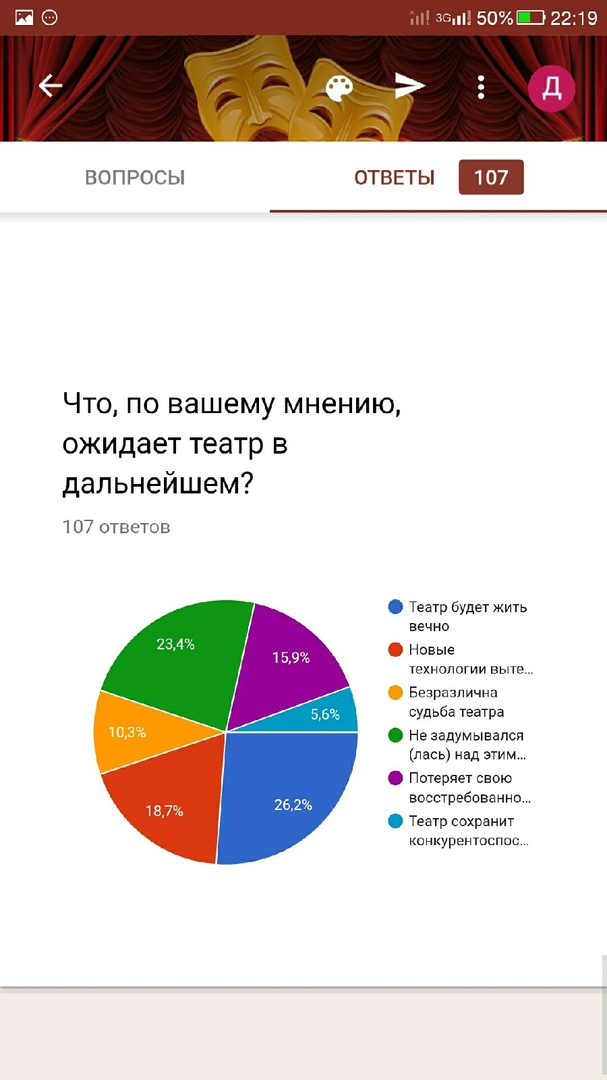 3G 50% 22:19
Д
ВОПРОСЫ
ОТВЕТЫ 107
Что, по вашему мнению,
ожидает театр в
дальнейшем?
107 ответов
23,4%
15,9%
5,6%
10,3%
18,7%
26,2%
Театр будет жить
вечно
Новые
технологии выте...
Безразлична
судьба театра
Не задумывался
(лась) над этим...
Потеряет свою
восстребованно...
Театр сохранит
конкурентоспос...